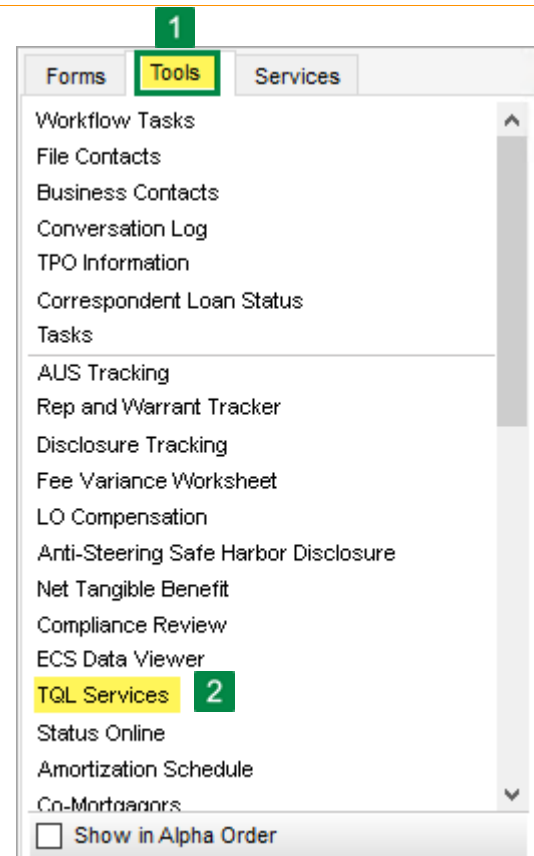 1
Forms Tools Services
Workflow Tasks
File Contacts
Business Contacts
Conversation Log
TPO Information
Correspondent Loan Status
Tasks
AUS Tracking
Rep and Warrant Tracker
Disclosure Tracking
Fee Variance Worksheet
LO Compensation
Anti-Steering Safe Harbor Disclosure
Net Tangible Benefit
Compliance Review
ECS Data Viewer
TQL Services 2
Status Online
Amortization Schedule
Co-Mortgagors
Show in Alpha Order